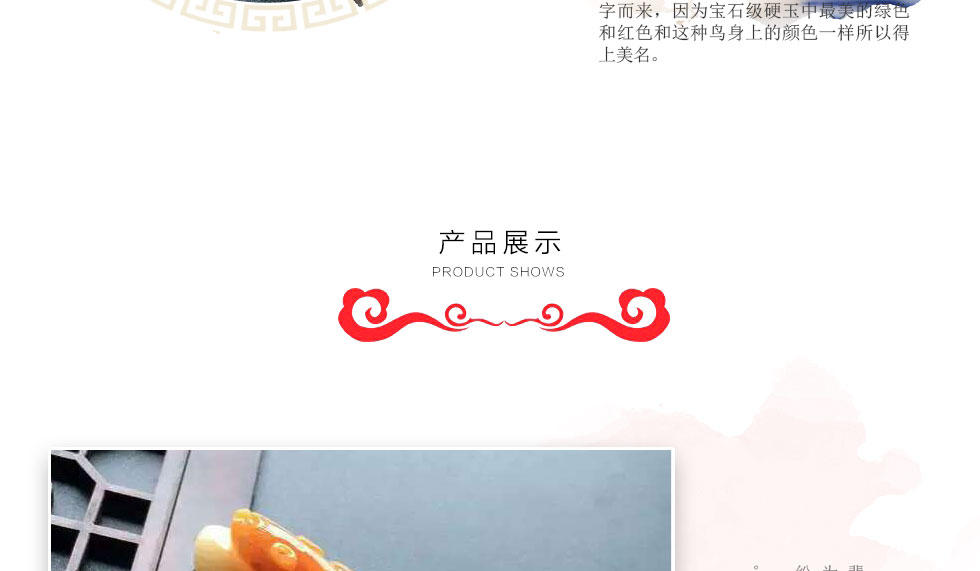 字而来，因为宝石级硬玉中最美的绿色
和红色和这种鸟身上的颜色一样所以得
上美名。
产品展示
PRODUCT SHOWS